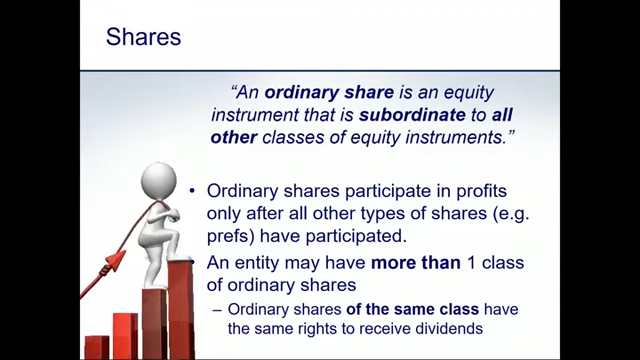 Shares
“An ordinary share is an equity
instrument that is subordinate to all
other classes of equity instruments.”
• Ordinary shares participate in profits
only after all other types of shares (e.g.
prefs) have participated.
• An entity may have more than 1 class
of ordinary shares
– Ordinary shares of the same class have
the same rights to receive dividends